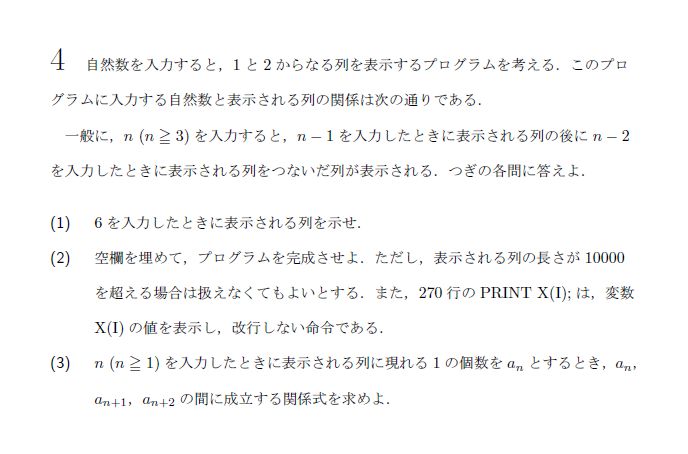 4 自然数を入力すると，1 と 2 からなる列を表示するプログラムを考える．このプロ
グラムに入力する自然数と表示される列の関係は次の通りである．
一般に，n (n ≧ 3) を入力すると，n − 1 を入力したときに表示される列の後に n − 2
を入力したときに表示される列をつないだ列が表示される．つぎの各問に答えよ．
(1) 6 を入力したときに表示される列を示せ．
(2) 空欄を埋めて，プログラムを完成させよ．ただし，表示される列の長さが 10000
を超える場合は扱えなくてもよいとする．また，270 行の PRINT X(I); は，変数
X(I) の値を表示し，改行しない命令である．
(3) n (n ≧ 1) を入力したときに表示される列に現れる 1 の個数を aₙ とするとき，aₙ，
aₙ₊₁，aₙ₊₂ の間に成立する関係式を求めよ．